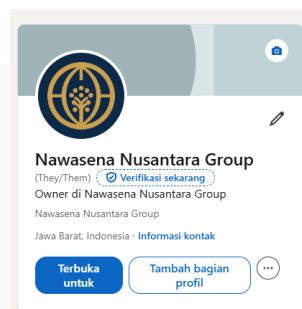 Nawasena Nusantara Group
(They/Them) Verifikasi sekarang
Owner di Nawasena Nusantara Group
Nawasena Nusantara Group
Jawa Barat, Indonesia · Informasi kontak
Terbuka untuk
Tambah bagian profil